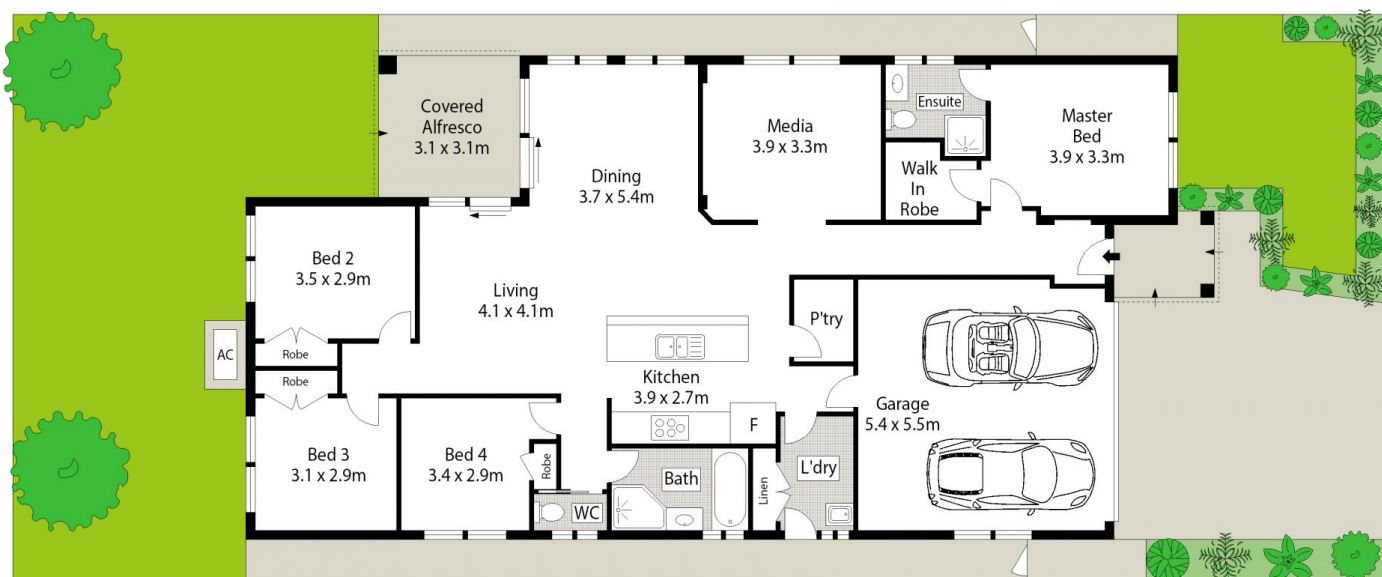 Covered
Alfresco
3.1 x 3.1m
Dining
3.7 x 5.4m
Media
3.9 x 3.3m
Ensuite
Walk
In
Robe
Master
Bed
3.9 x 3.3m
Bed 2
3.5 x 2.9m
Robe
AC
Living
4.1 x 4.1m
P'try
Kitchen
3.9 x 2.7m
F
Garage
5.4 x 5.5m
Robe
Bed 3
3.1 x 2.9m
Bed 4
3.4 x 2.9m
Robe
WC
Bath
Linen
L'dry